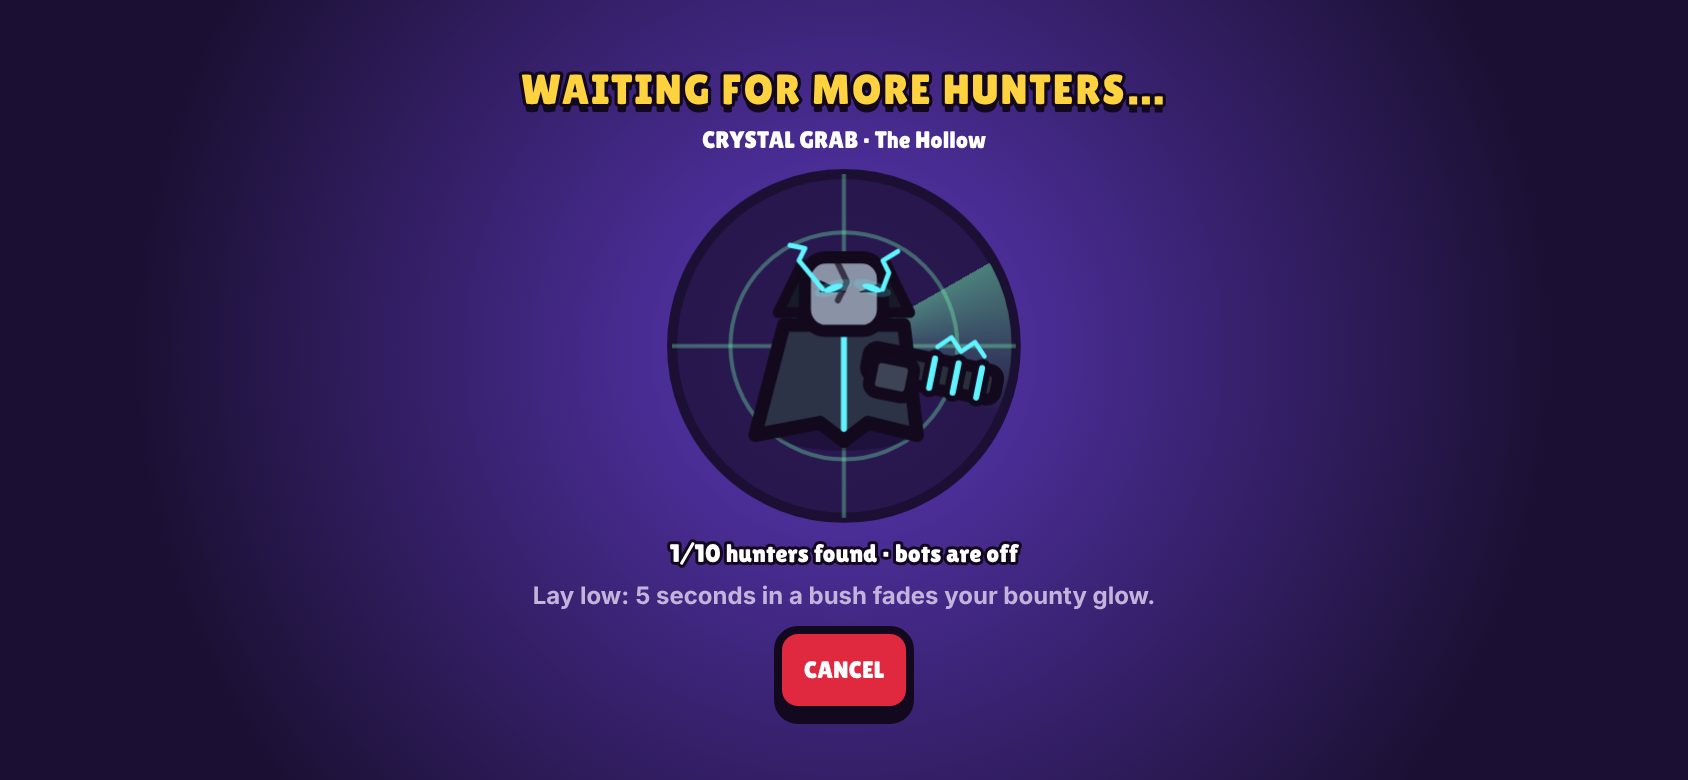 WAITING FOR MORE HUNTERS...
CRYSTAL GRAB · The Hollow
1/10 hunters found · bots are off
Lay low: 5 seconds in a bush fades your bounty glow.
CANCEL